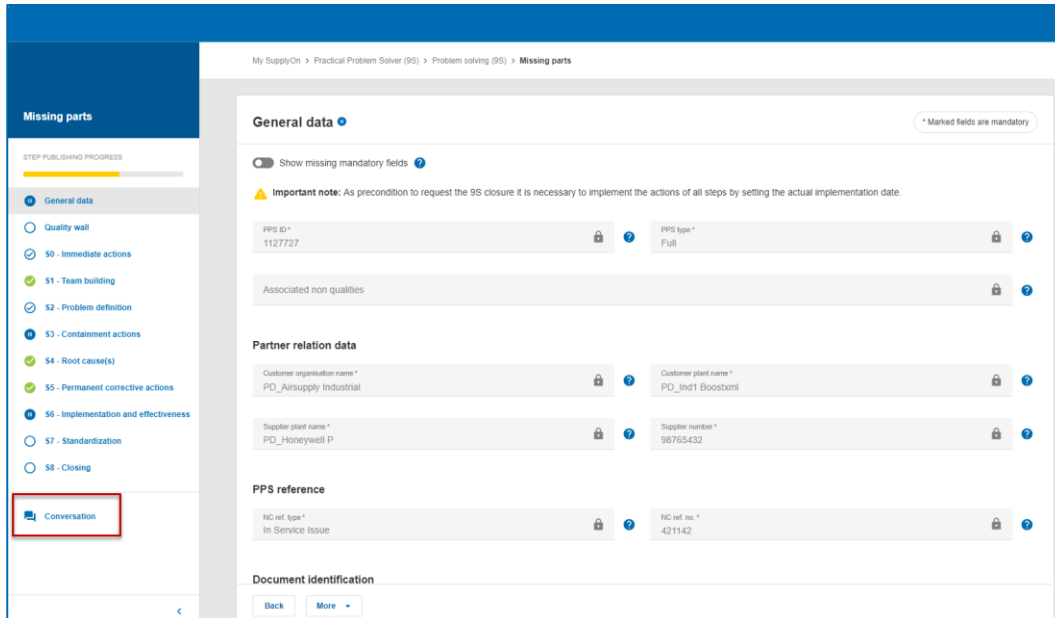 My SupplyOn > Practical Problem Solver (9S) > Problem solving (9S) > Missing parts
Missing parts
STEP PUBLISHING PROGRESS
General data
Quality wall
S0 - Immediate actions
S1 - Team building
S2 - Problem definition
S3 - Containment actions
S4 - Root cause(s)
S5 - Permanent corrective actions
S6 - Implementation and effectiveness
S7 - Standardization
S8 - Closing
Conversation
General data
* Marked fields are mandatory
Show missing mandatory fields
Important note: As precondition to request the 9S closure it is necessary to implement the actions of all steps by setting the actual implementation date.
PPS ID *
1127727
PPS type *
Full
Associated non qualities
Partner relation data
Customer organisation name *
PD_Airsupply Industrial
Customer plant name *
PD_Ind1 Boostxml
Supplier plant name *
PD_Honeywell P
Supplier number *
98765432
PPS reference
NC ref. type *
In Service Issue
NC ref. no. *
421142
Document identification
Back
More